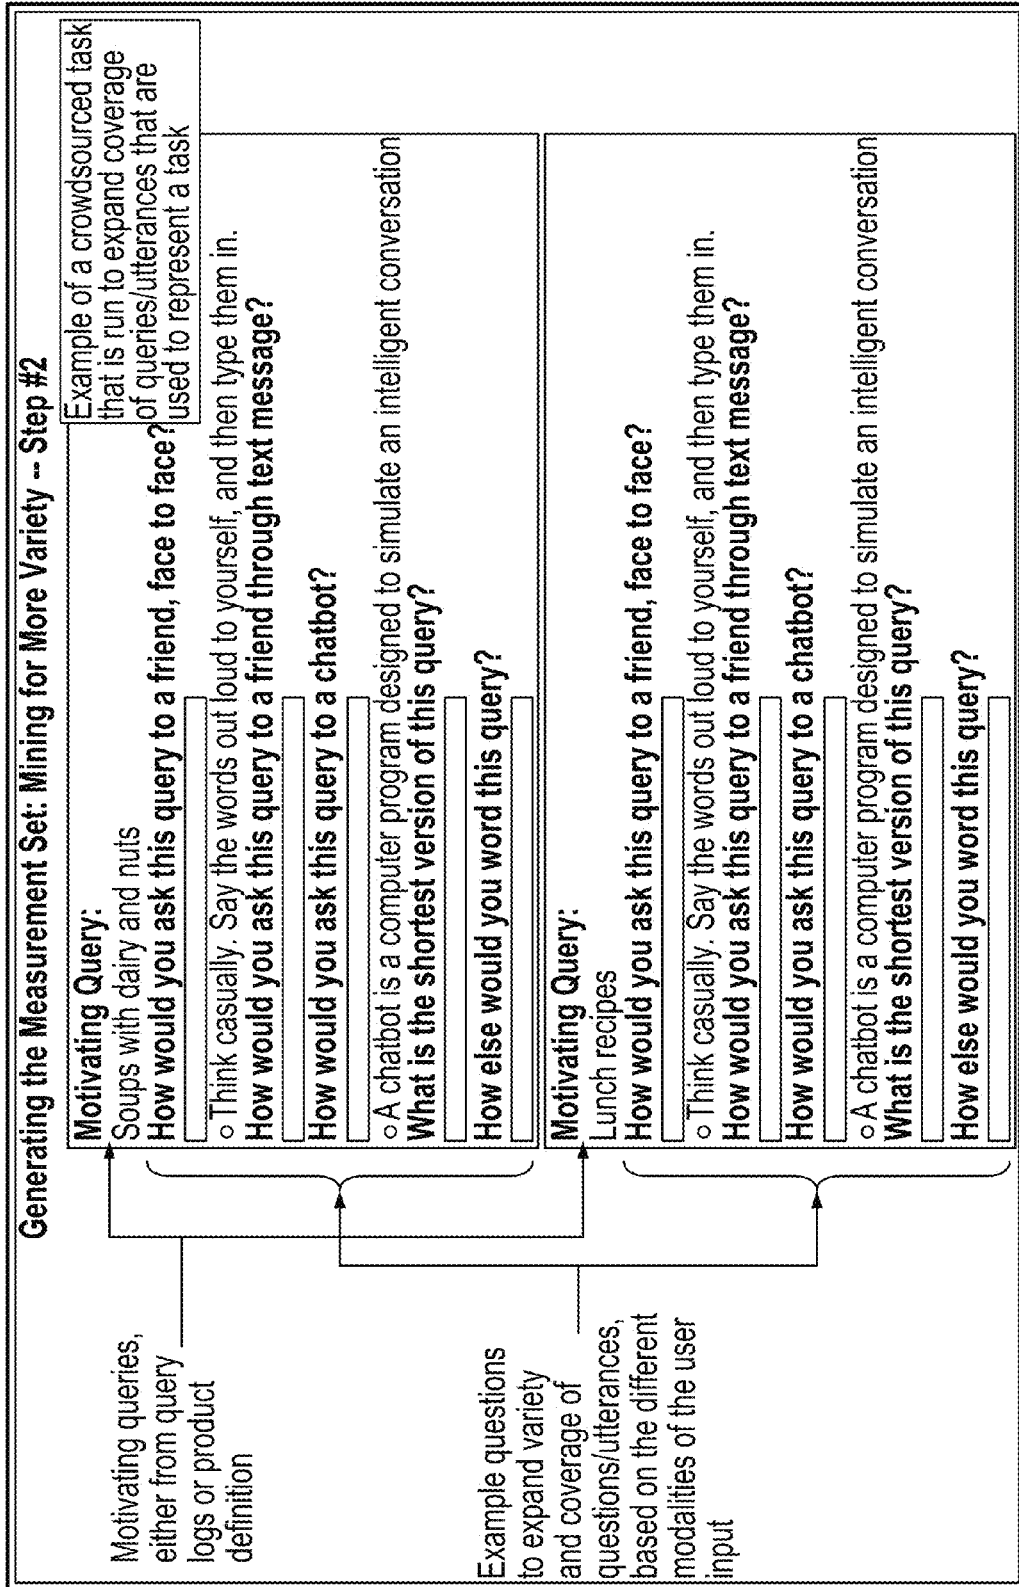 Generating the Measurement Set: Mining for More Variety -- Step #2
Example of a crowdsourced task
that is run to expand coverage
of queries/utterances that are
used to represent a task
Motivating queries,
either from query
logs or product
definition
Example questions
to expand variety
and coverage of
questions/utterances,
based on the different
modalities of the user
input
Motivating Query:
Soups with dairy and nuts
How would you ask this query to a friend, face to face?
○ Think casually. Say the words out loud to yourself, and then type them in.
How would you ask this query to a friend through text message?
How would you ask this query to a chatbot?
○ A chatbot is a computer program designed to simulate an intelligent conversation
What is the shortest version of this query?
How else would you word this query?
Motivating Query:
Lunch recipes
How would you ask this query to a friend, face to face?
○ Think casually. Say the words out loud to yourself, and then type them in.
How would you ask this query to a friend through text message?
How would you ask this query to a chatbot?
○ A chatbot is a computer program designed to simulate an intelligent conversation
What is the shortest version of this query?
How else would you word this query?